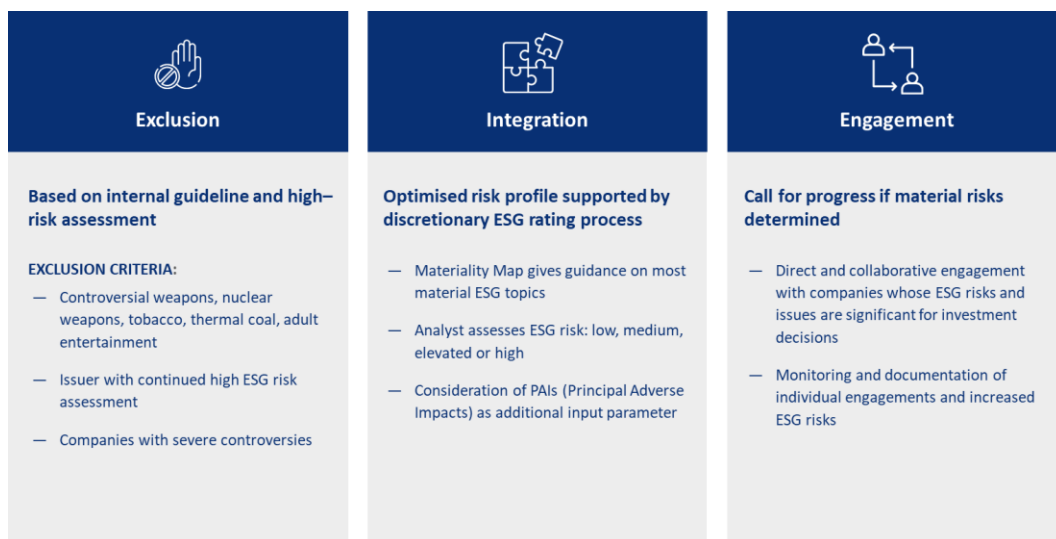 Exclusion
Based on internal guideline and high–
risk assessment
EXCLUSION CRITERIA:
— Controversial weapons, nuclear
weapons, tobacco, thermal coal, adult
entertainment
— Issuer with continued high ESG risk
assessment
— Companies with severe controversies
Integration
Optimised risk profile supported by
discretionary ESG rating process
— Materiality Map gives guidance on most
material ESG topics
— Analyst assesses ESG risk: low, medium,
elevated or high
— Consideration of PAIs (Principal Adverse
Impacts) as additional input parameter
Engagement
Call for progress if material risks
determined
— Direct and collaborative engagement
with companies whose ESG risks and
issues are significant for investment
decisions
— Monitoring and documentation of
individual engagements and increased
ESG risks